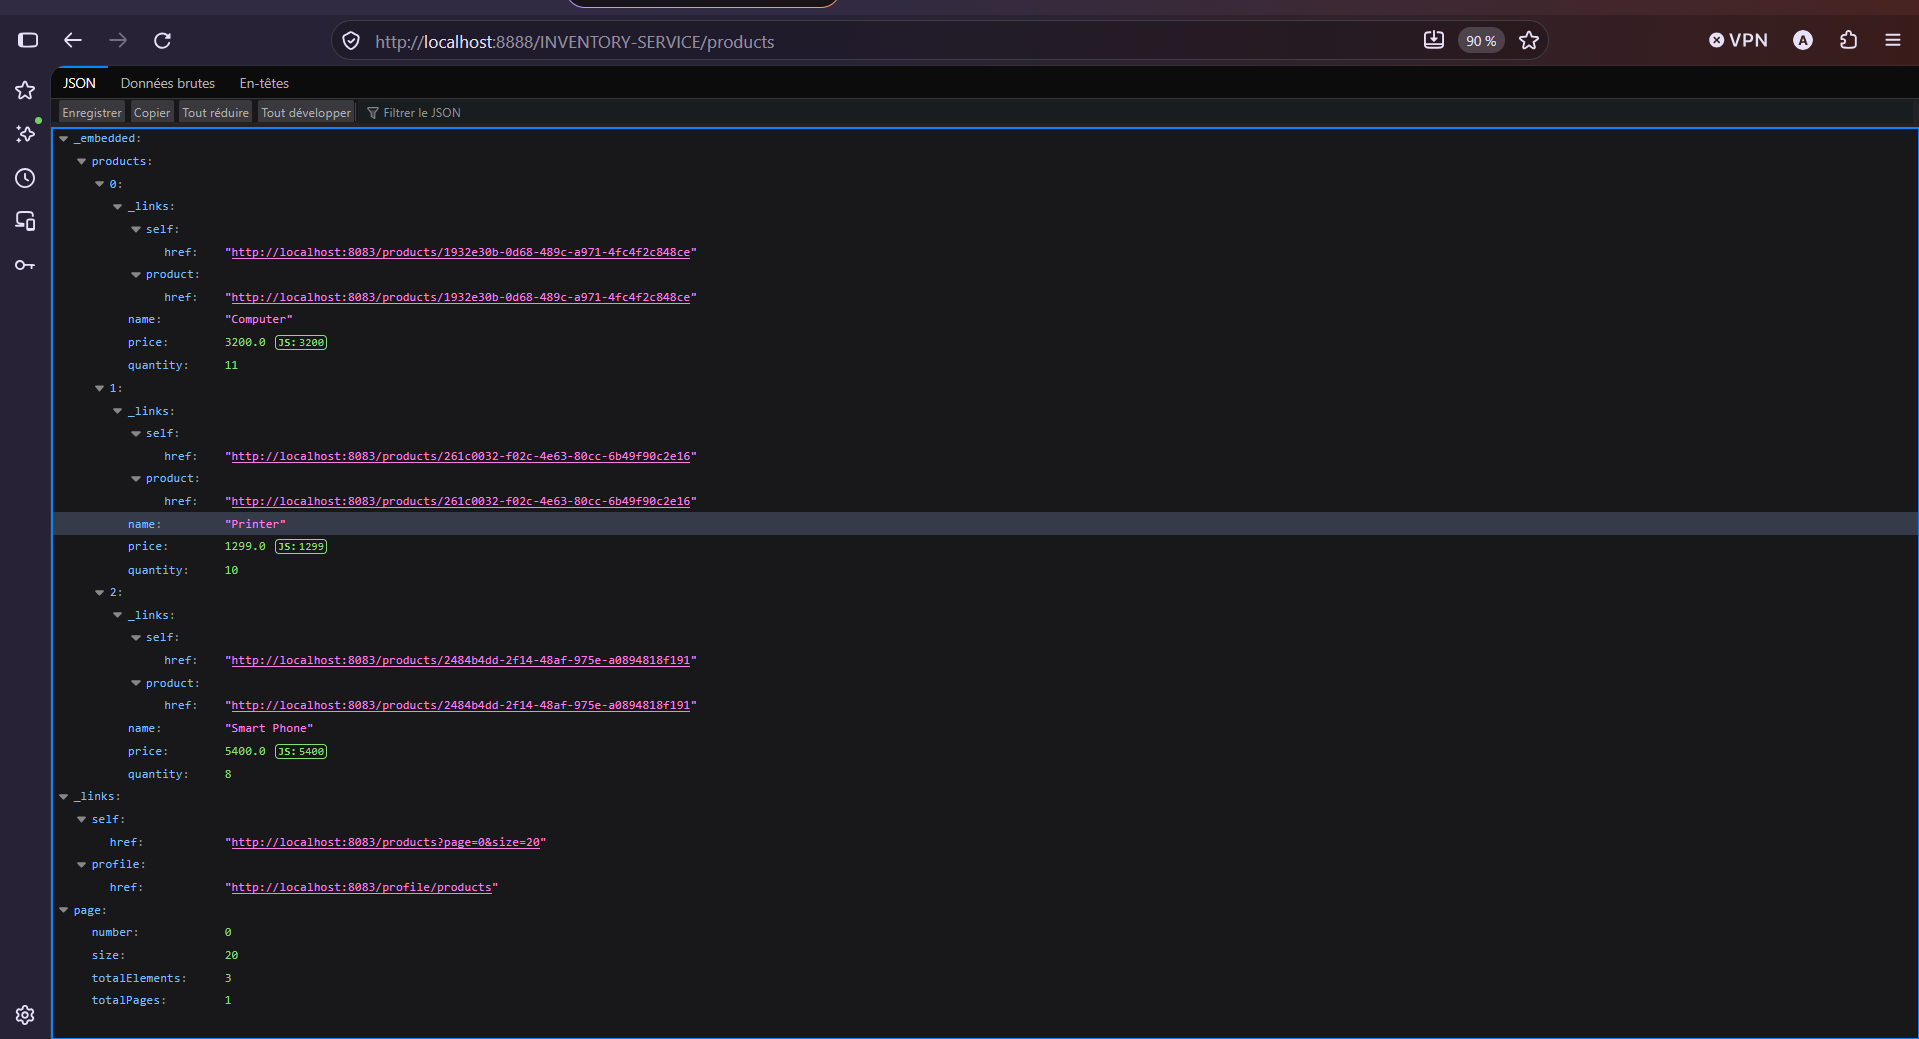 http://localhost:8888/INVENTORY-SERVICE/products
90 %
VPN
A
JSON Données brutes En-têtes
Enregistrer Copier Tout réduire Tout développer Filtrer le JSON
_embedded:
products:
0:
_links:
self:
href: "http://localhost:8083/products/1932e30b-0d68-489c-a971-4fc4f2c848ce"
product:
href: "http://localhost:8083/products/1932e30b-0d68-489c-a971-4fc4f2c848ce"
name: "Computer"
price: 3200.0 JS:3200
quantity: 11
1:
_links:
self:
href: "http://localhost:8083/products/261c0032-f02c-4e63-80cc-6b49f90c2e16"
product:
href: "http://localhost:8083/products/261c0032-f02c-4e63-80cc-6b49f90c2e16"
name: "Printer"
price: 1299.0 JS:1299
quantity: 10
2:
_links:
self:
href: "http://localhost:8083/products/2484b4dd-2f14-48af-975e-a0894818f191"
product:
href: "http://localhost:8083/products/2484b4dd-2f14-48af-975e-a0894818f191"
name: "Smart Phone"
price: 5400.0 JS:5400
quantity: 8
_links:
self:
href: "http://localhost:8083/products?page=0&size=20"
profile:
href: "http://localhost:8083/profile/products"
page:
number: 0
size: 20
totalElements: 3
totalPages: 1